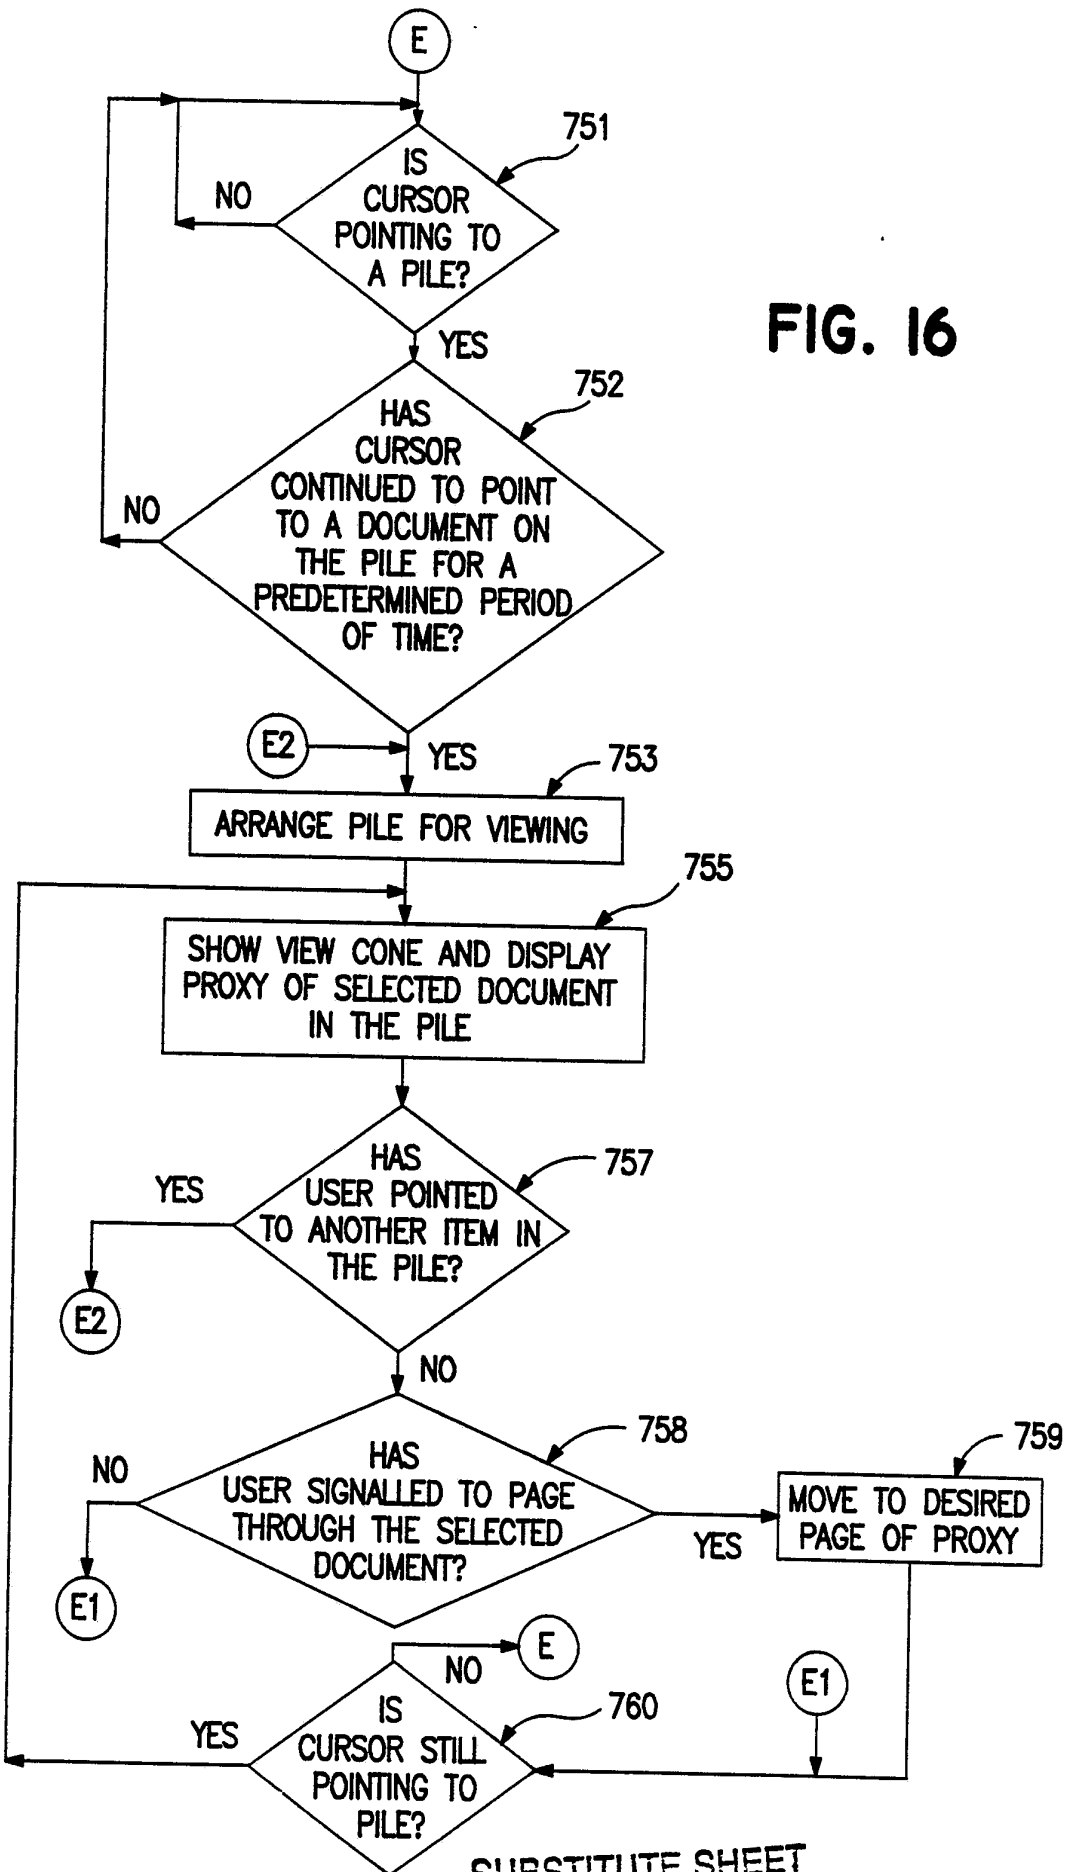 E
751
IS
CURSOR
POINTING TO
A PILE?
NO
FIG. 16
YES
752
HAS
CURSOR
CONTINUED TO POINT
TO A DOCUMENT ON
THE PILE FOR A
PREDETERMINED PERIOD
OF TIME?
NO
E2
YES
753
ARRANGE PILE FOR VIEWING
755
SHOW VIEW CONE AND DISPLAY
PROXY OF SELECTED DOCUMENT
IN THE PILE
757
HAS
USER POINTED
TO ANOTHER ITEM IN
THE PILE?
YES
E2
NO
758
HAS
USER SIGNALLED TO PAGE
THROUGH THE SELECTED
DOCUMENT?
NO
E1
YES
759
MOVE TO DESIRED
PAGE OF PROXY
E
NO
E1
760
IS
CURSOR STILL
POINTING TO
PILE?
YES
SUBSTITUTE SHEET